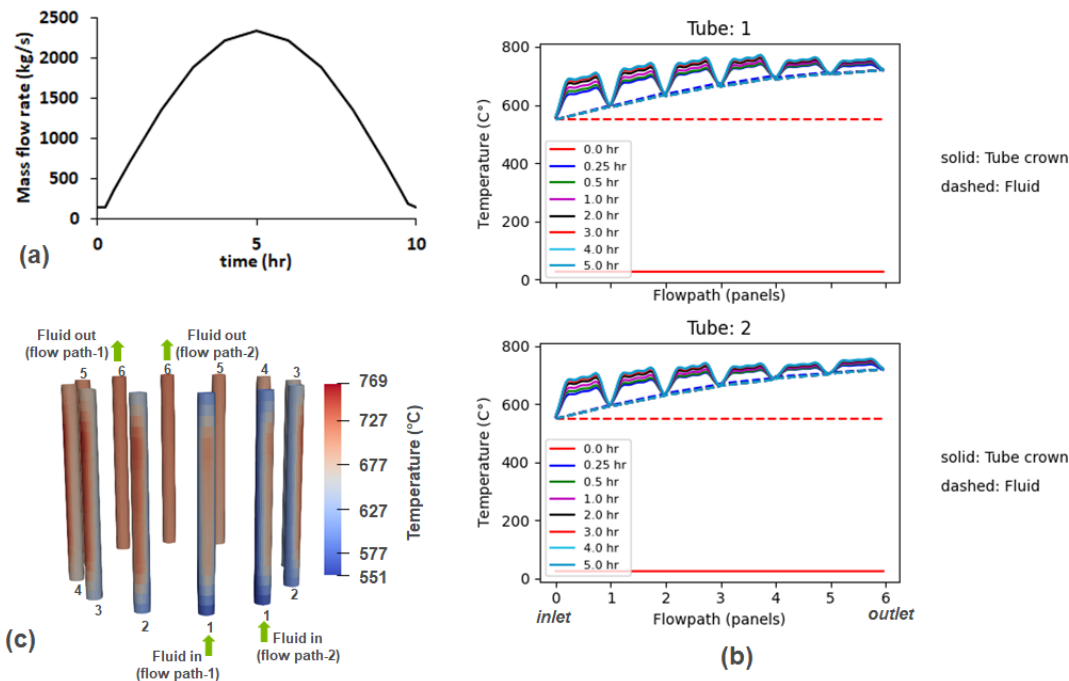 Mass flow rate (kg/s)
2500
2000
1500
1000
500
0
0
5
10
time (hr)
(a)
Tube: 1
Temperature (C°)
800
600
400
200
0
0.0 hr
0.25 hr
0.5 hr
1.0 hr
2.0 hr
3.0 hr
4.0 hr
5.0 hr
Flowpath (panels)
solid: Tube crown
dashed: Fluid
Tube: 2
Temperature (C°)
800
600
400
200
0
0.0 hr
0.25 hr
0.5 hr
1.0 hr
2.0 hr
3.0 hr
4.0 hr
5.0 hr
0 1 2 3 4 5 6
inlet
outlet
Flowpath (panels)
solid: Tube crown
dashed: Fluid
(b)
Fluid out
(flow path-1)
Fluid out
(flow path-2)
5 6 6 5 4 3
4
3
2
1
1
2
Fluid in
(flow path-1)
Fluid in
(flow path-2)
769
727
677
627
577
551
Temperature (°C)
(c)